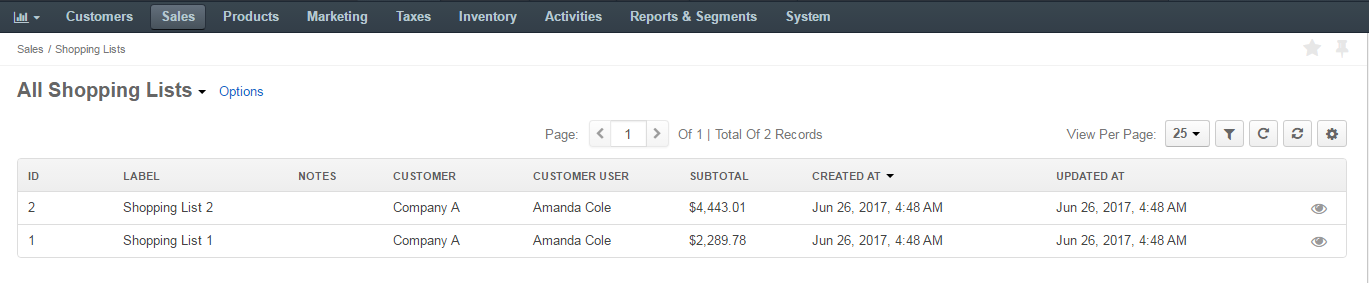 Customers Sales Products Marketing Taxes Inventory Activities Reports & Segments System
Sales / Shopping Lists
All Shopping Lists Options
Page: 1 Of 1 | Total Of 2 Records View Per Page: 25
ID LABEL NOTES CUSTOMER CUSTOMER USER SUBTOTAL CREATED AT UPDATED AT
2 Shopping List 2 Company A Amanda Cole $4,443.01 Jun 26, 2017, 4:48 AM Jun 26, 2017, 4:48 AM
1 Shopping List 1 Company A Amanda Cole $2,289.78 Jun 26, 2017, 4:48 AM Jun 26, 2017, 4:48 AM